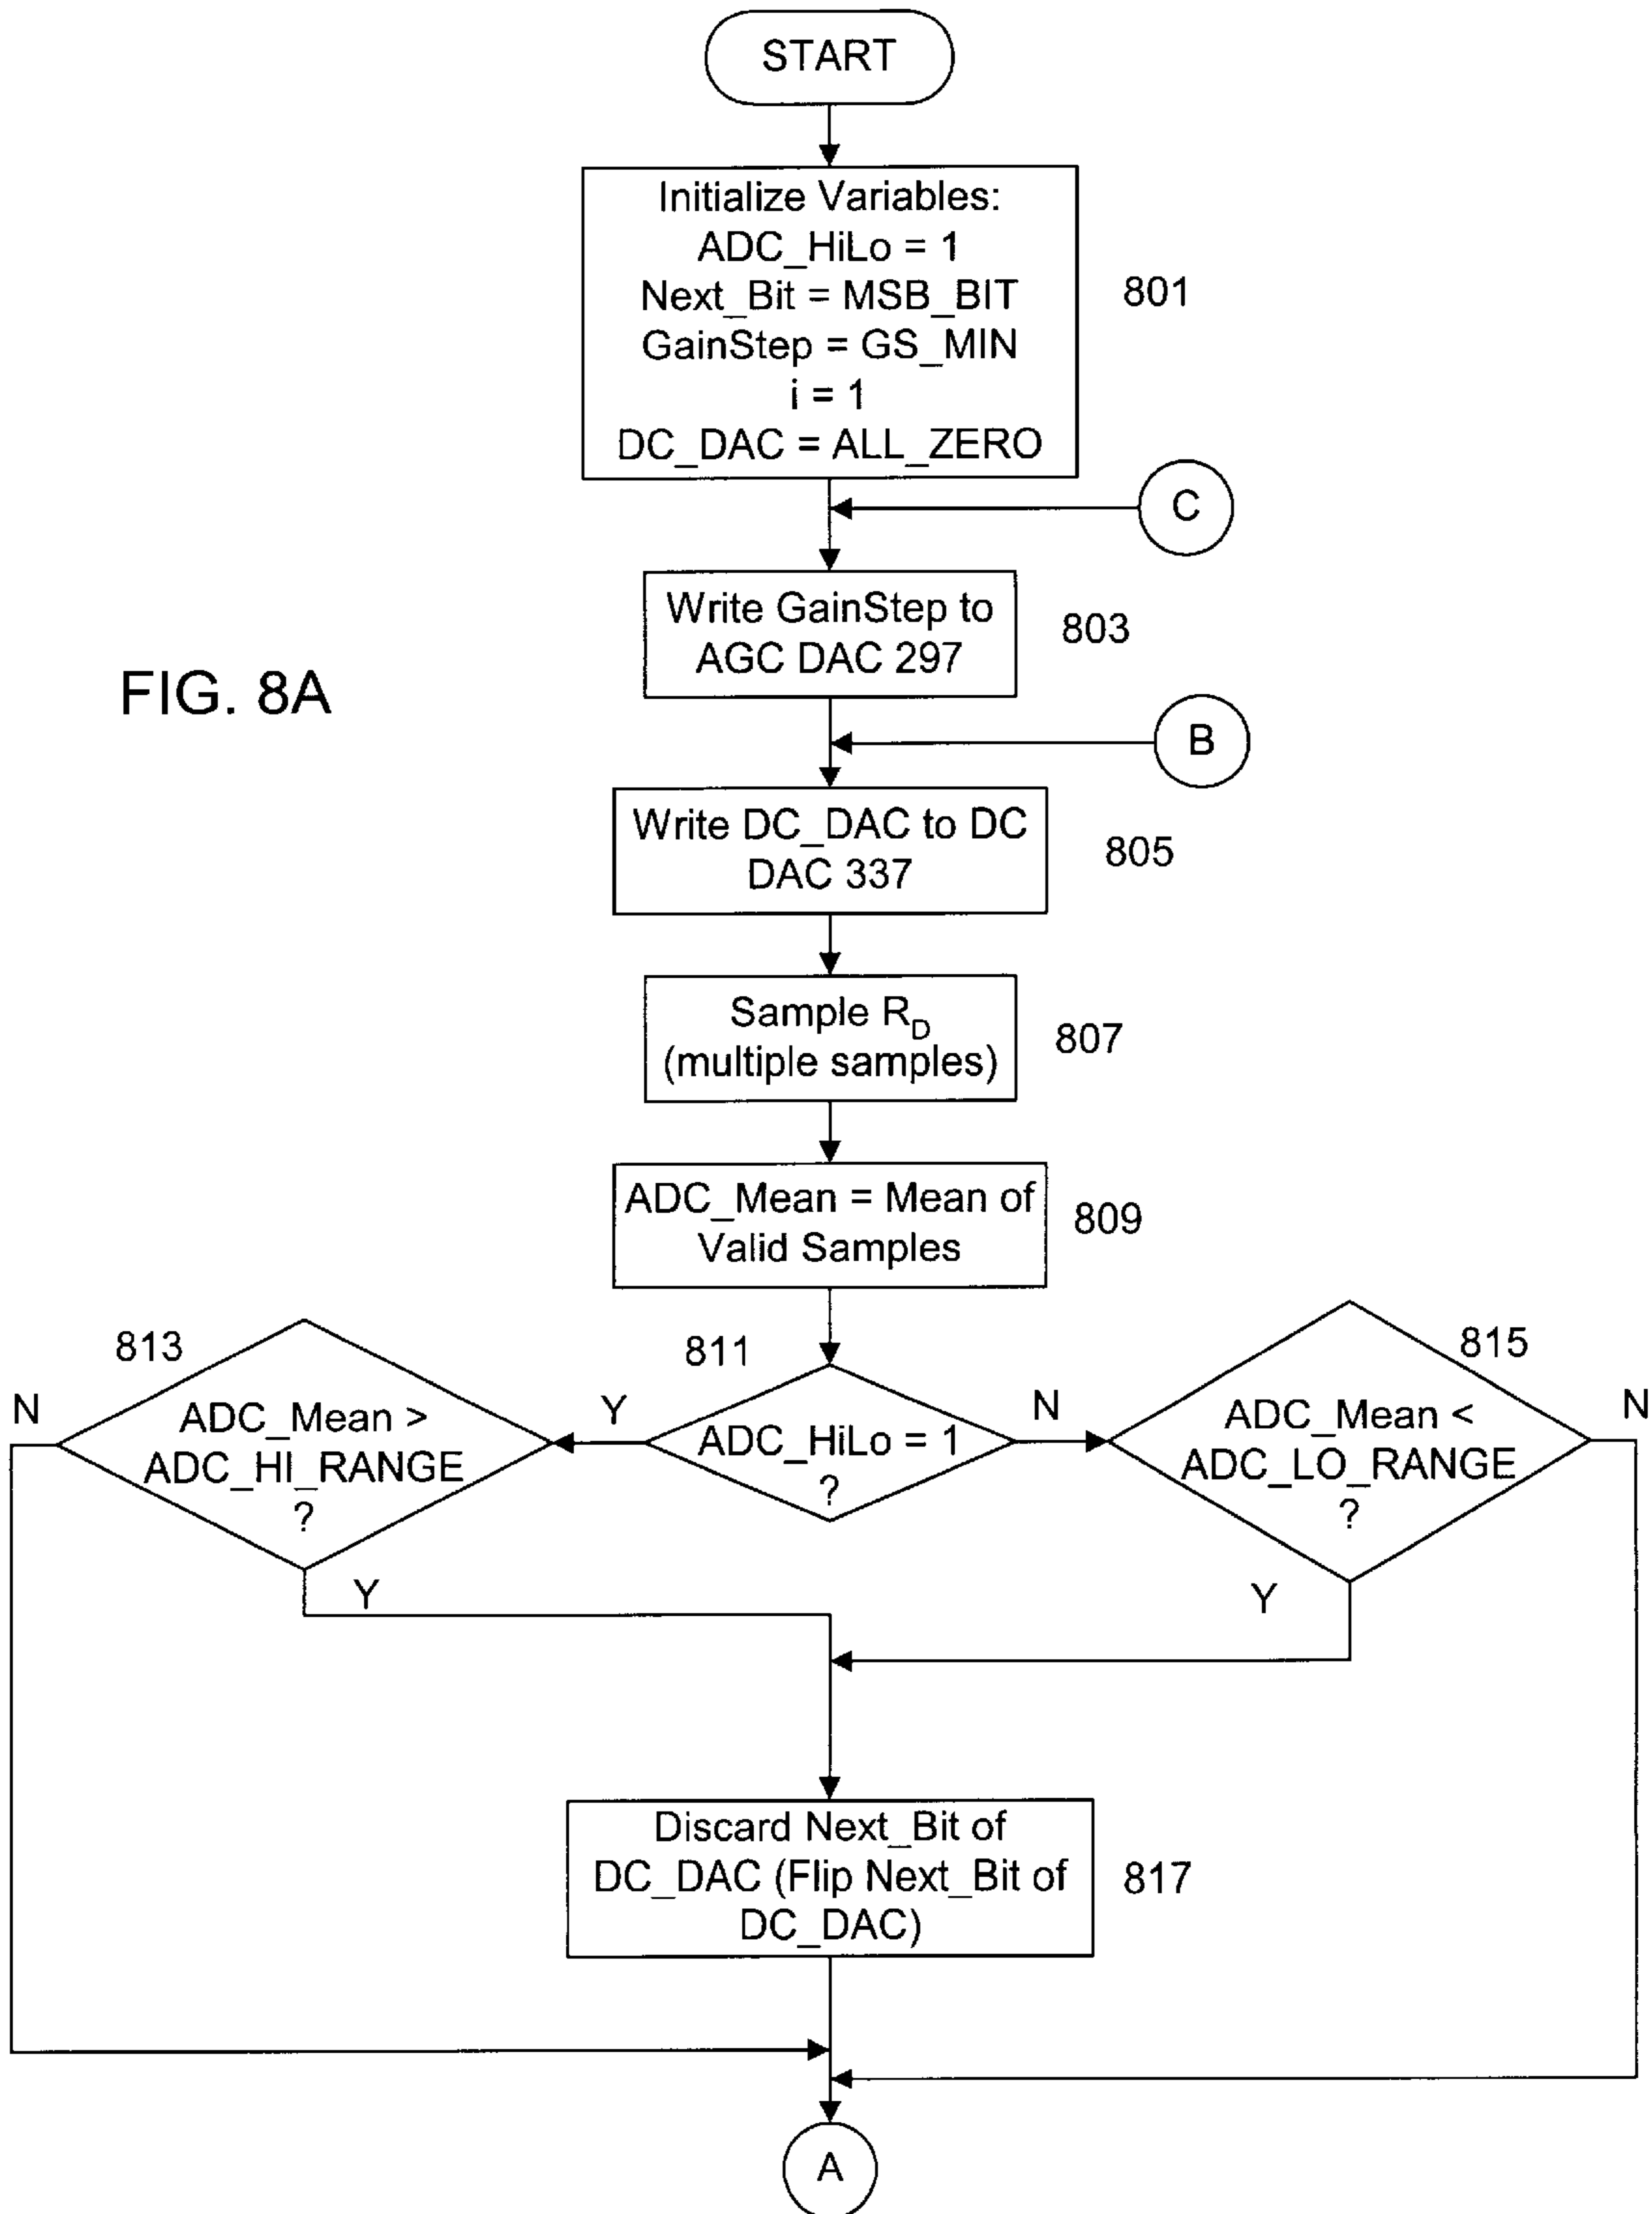 START
Initialize Variables:
ADC_HiLo = 1
Next_Bit = MSB_BIT
GainStep = GS_MIN
i = 1
DC_DAC = ALL_ZERO
801
C
Write GainStep to
AGC DAC 297
803
FIG. 8A
B
Write DC_DAC to DC
DAC 337
805
Sample R_D
(multiple samples)
807
ADC_Mean = Mean of
Valid Samples
809
813
811
815
N
ADC_Mean >
ADC_HI_RANGE
?
Y
ADC_HiLo = 1
?
N
ADC_Mean <
ADC_LO_RANGE
?
N
Y
Y
Discard Next_Bit of
DC_DAC (Flip Next_Bit of
DC_DAC)
817
A